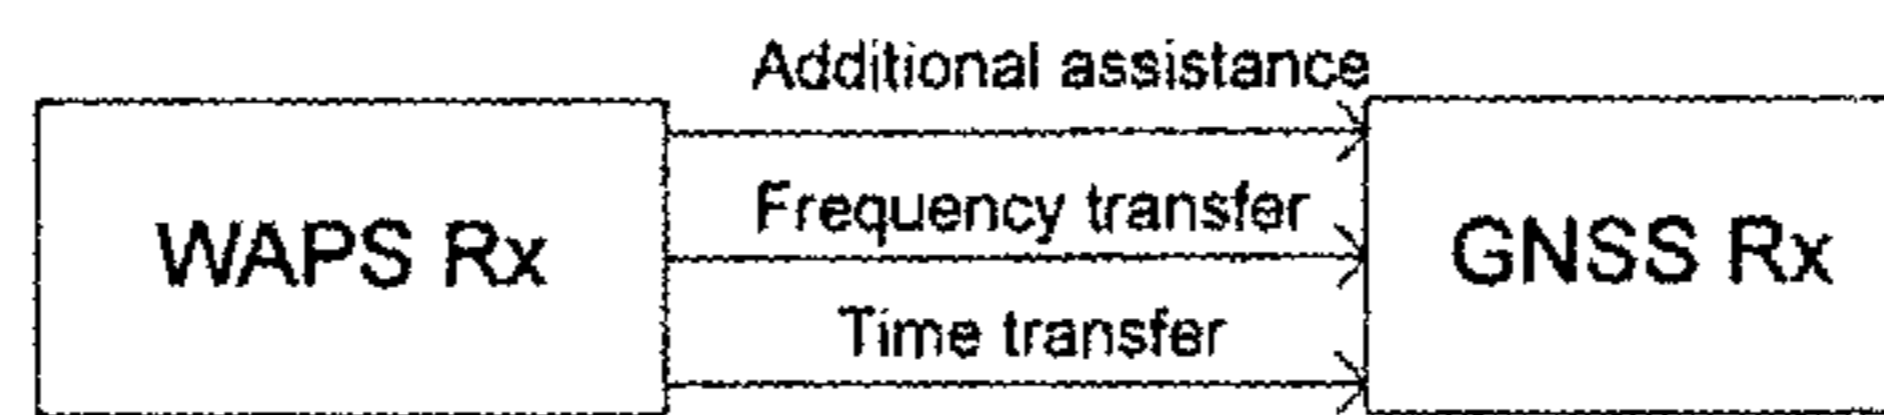 Additional assistance
WAPS Rx
Frequency transfer
GNSS Rx
Time transfer